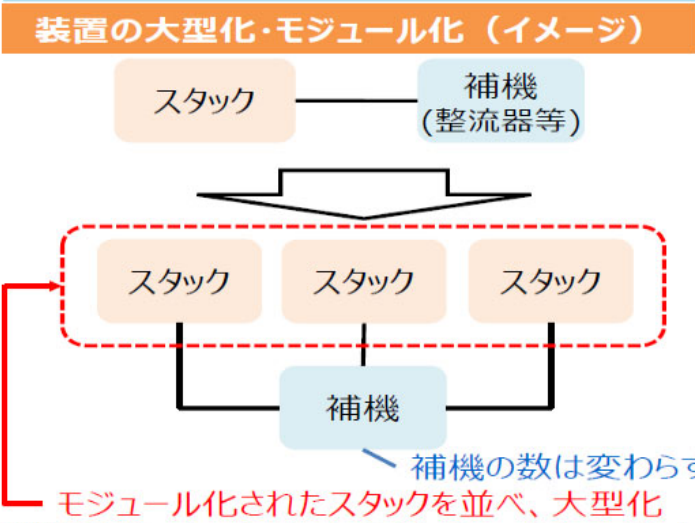 装置の大型化・モジュール化（イメージ）
スタック
補機
(整流器等)
スタック
スタック
スタック
補機
補機の数は変わらず
モジュール化されたスタックを並べ、大型化